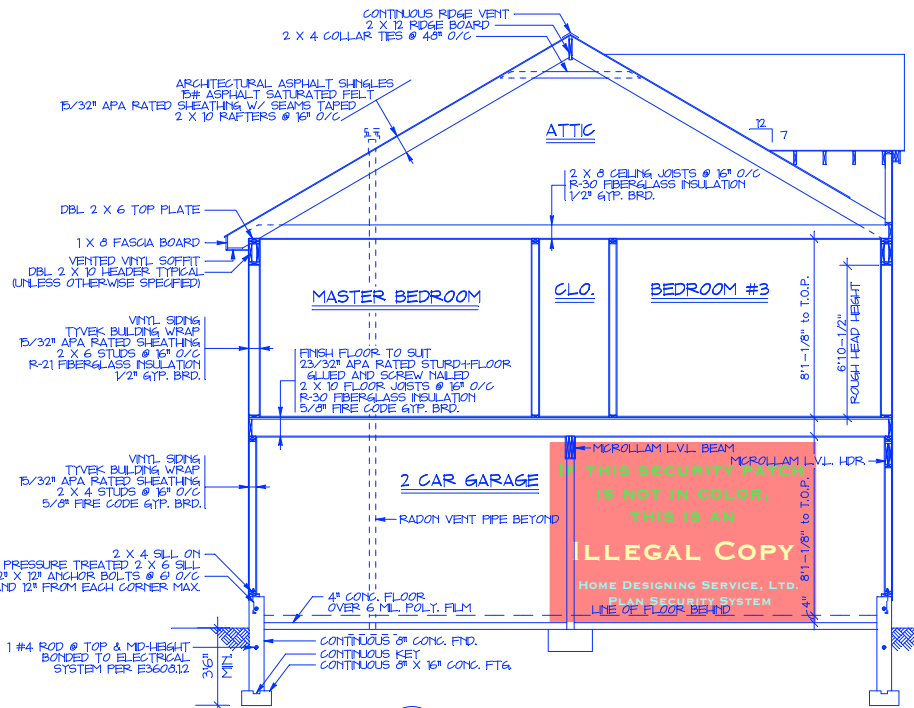 CONTINUOUS RIDGE VENT
2 X 12 RIDGE BOARD
2 X 4 COLLAR TIES @ 48" O/C
ARCHITECTURAL ASPHALT SHINGLES
15# ASPHALT SATURATED FELT
15/32" APA RATED SHEATHING W/ SEAMS TAPED
2 X 10 RAFTERS @ 16" O/C
ATTIC
12
7
2 X 8 CEILING JOISTS @ 16" O/C
R-30 FIBERGLASS INSULATION
1/2" GYP. BRD.
DBL 2 X 6 TOP PLATE
1 X 8 FASCIA BOARD
VENTED VINYL SOFFIT
DBL 2 X 10 HEADER TYPICAL
(UNLESS OTHERWISE SPECIFIED)
MASTER BEDROOM
CLO.
BEDROOM #3
8'1-1/8" to T.O.P.
6'10-1/2"
ROUGH HEAD HEIGHT
VINYL SIDING
TYVEK BUILDING WRAP
15/32" APA RATED SHEATHING
2 X 6 STUDS @ 16" O/C
R-21 FIBERGLASS INSULATION
1/2" GYP. BRD.
FINISH FLOOR TO SUIT
23/32" APA RATED STURD-I-FLOOR
GLUED AND SCREW NAILED
2 X 10 FLOOR JOISTS @ 16" O/C
R-30 FIBERGLASS INSULATION
5/8" FIRE CODE GYP. BRD.
MICROLLAM L.V.L. BEAM
MICROLLAM L.V.L. HDR.
VINYL SIDING
TYVEK BUILDING WRAP
15/32" APA RATED SHEATHING
2 X 4 STUDS @ 16" O/C
5/8" FIRE CODE GYP. BRD.
2 CAR GARAGE
RADON VENT PIPE BEYOND
IF THIS SECURITY PATCH
IS NOT IN COLOR,
THIS IS AN
ILLEGAL COPY
HOME DESIGNING SERVICE, LTD.
PLAN SECURITY SYSTEM
8'1-1/8" to T.O.P.
4"
LINE OF FLOOR BEHIND
2 X 4 SILL ON
PRESSURE TREATED 2 X 6 SILL
2" X 12" ANCHOR BOLTS @ 6' O/C
AND 12" FROM EACH CORNER MAX.
4" CONC. FLOOR
OVER 6 MIL. POLY. FILM
1 #4 ROD @ TOP & MID-HEIGHT
BONDED TO ELECTRICAL
SYSTEM PER E3608.1.2
3'6"
MIN.
CONTINUOUS 8" CONC. FND.
CONTINUOUS KEY
CONTINUOUS 8" X 16" CONC. FTG.